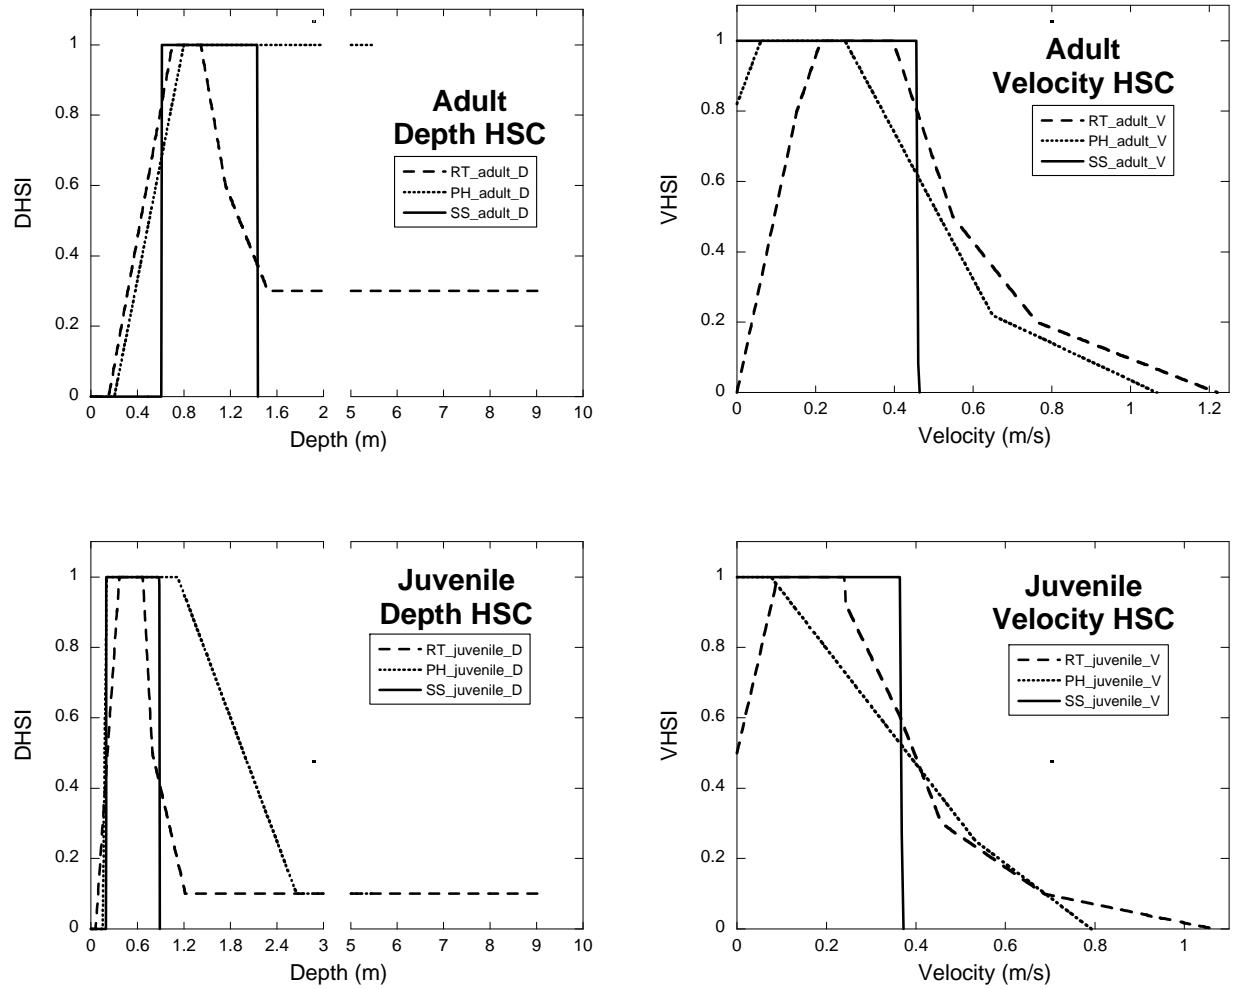 Adult
Depth HSC
RT_adult_D
PH_adult_D
SS_adult_D
DHSI
1
0.8
0.6
0.4
0.2
0
0 0.4 0.8 1.2 1.6 2 5 6 7 8 9 10
Depth (m)
Adult
Velocity HSC
RT_adult_V
PH_adult_V
SS_adult_V
VHSI
1
0.8
0.6
0.4
0.2
0
0 0.2 0.4 0.6 0.8 1 1.2
Velocity (m/s)
Juvenile
Depth HSC
RT_juvenile_D
PH_juvenile_D
SS_juvenile_D
DHSI
1
0.8
0.6
0.4
0.2
0
0 0.6 1.2 1.8 2.4 3 5 6 7 8 9 10
Depth (m)
Juvenile
Velocity HSC
RT_juvenile_V
PH_juvenile_V
SS_juvenile_V
VHSI
1
0.8
0.6
0.4
0.2
0
0 0.2 0.4 0.6 0.8 1
Velocity (m/s)